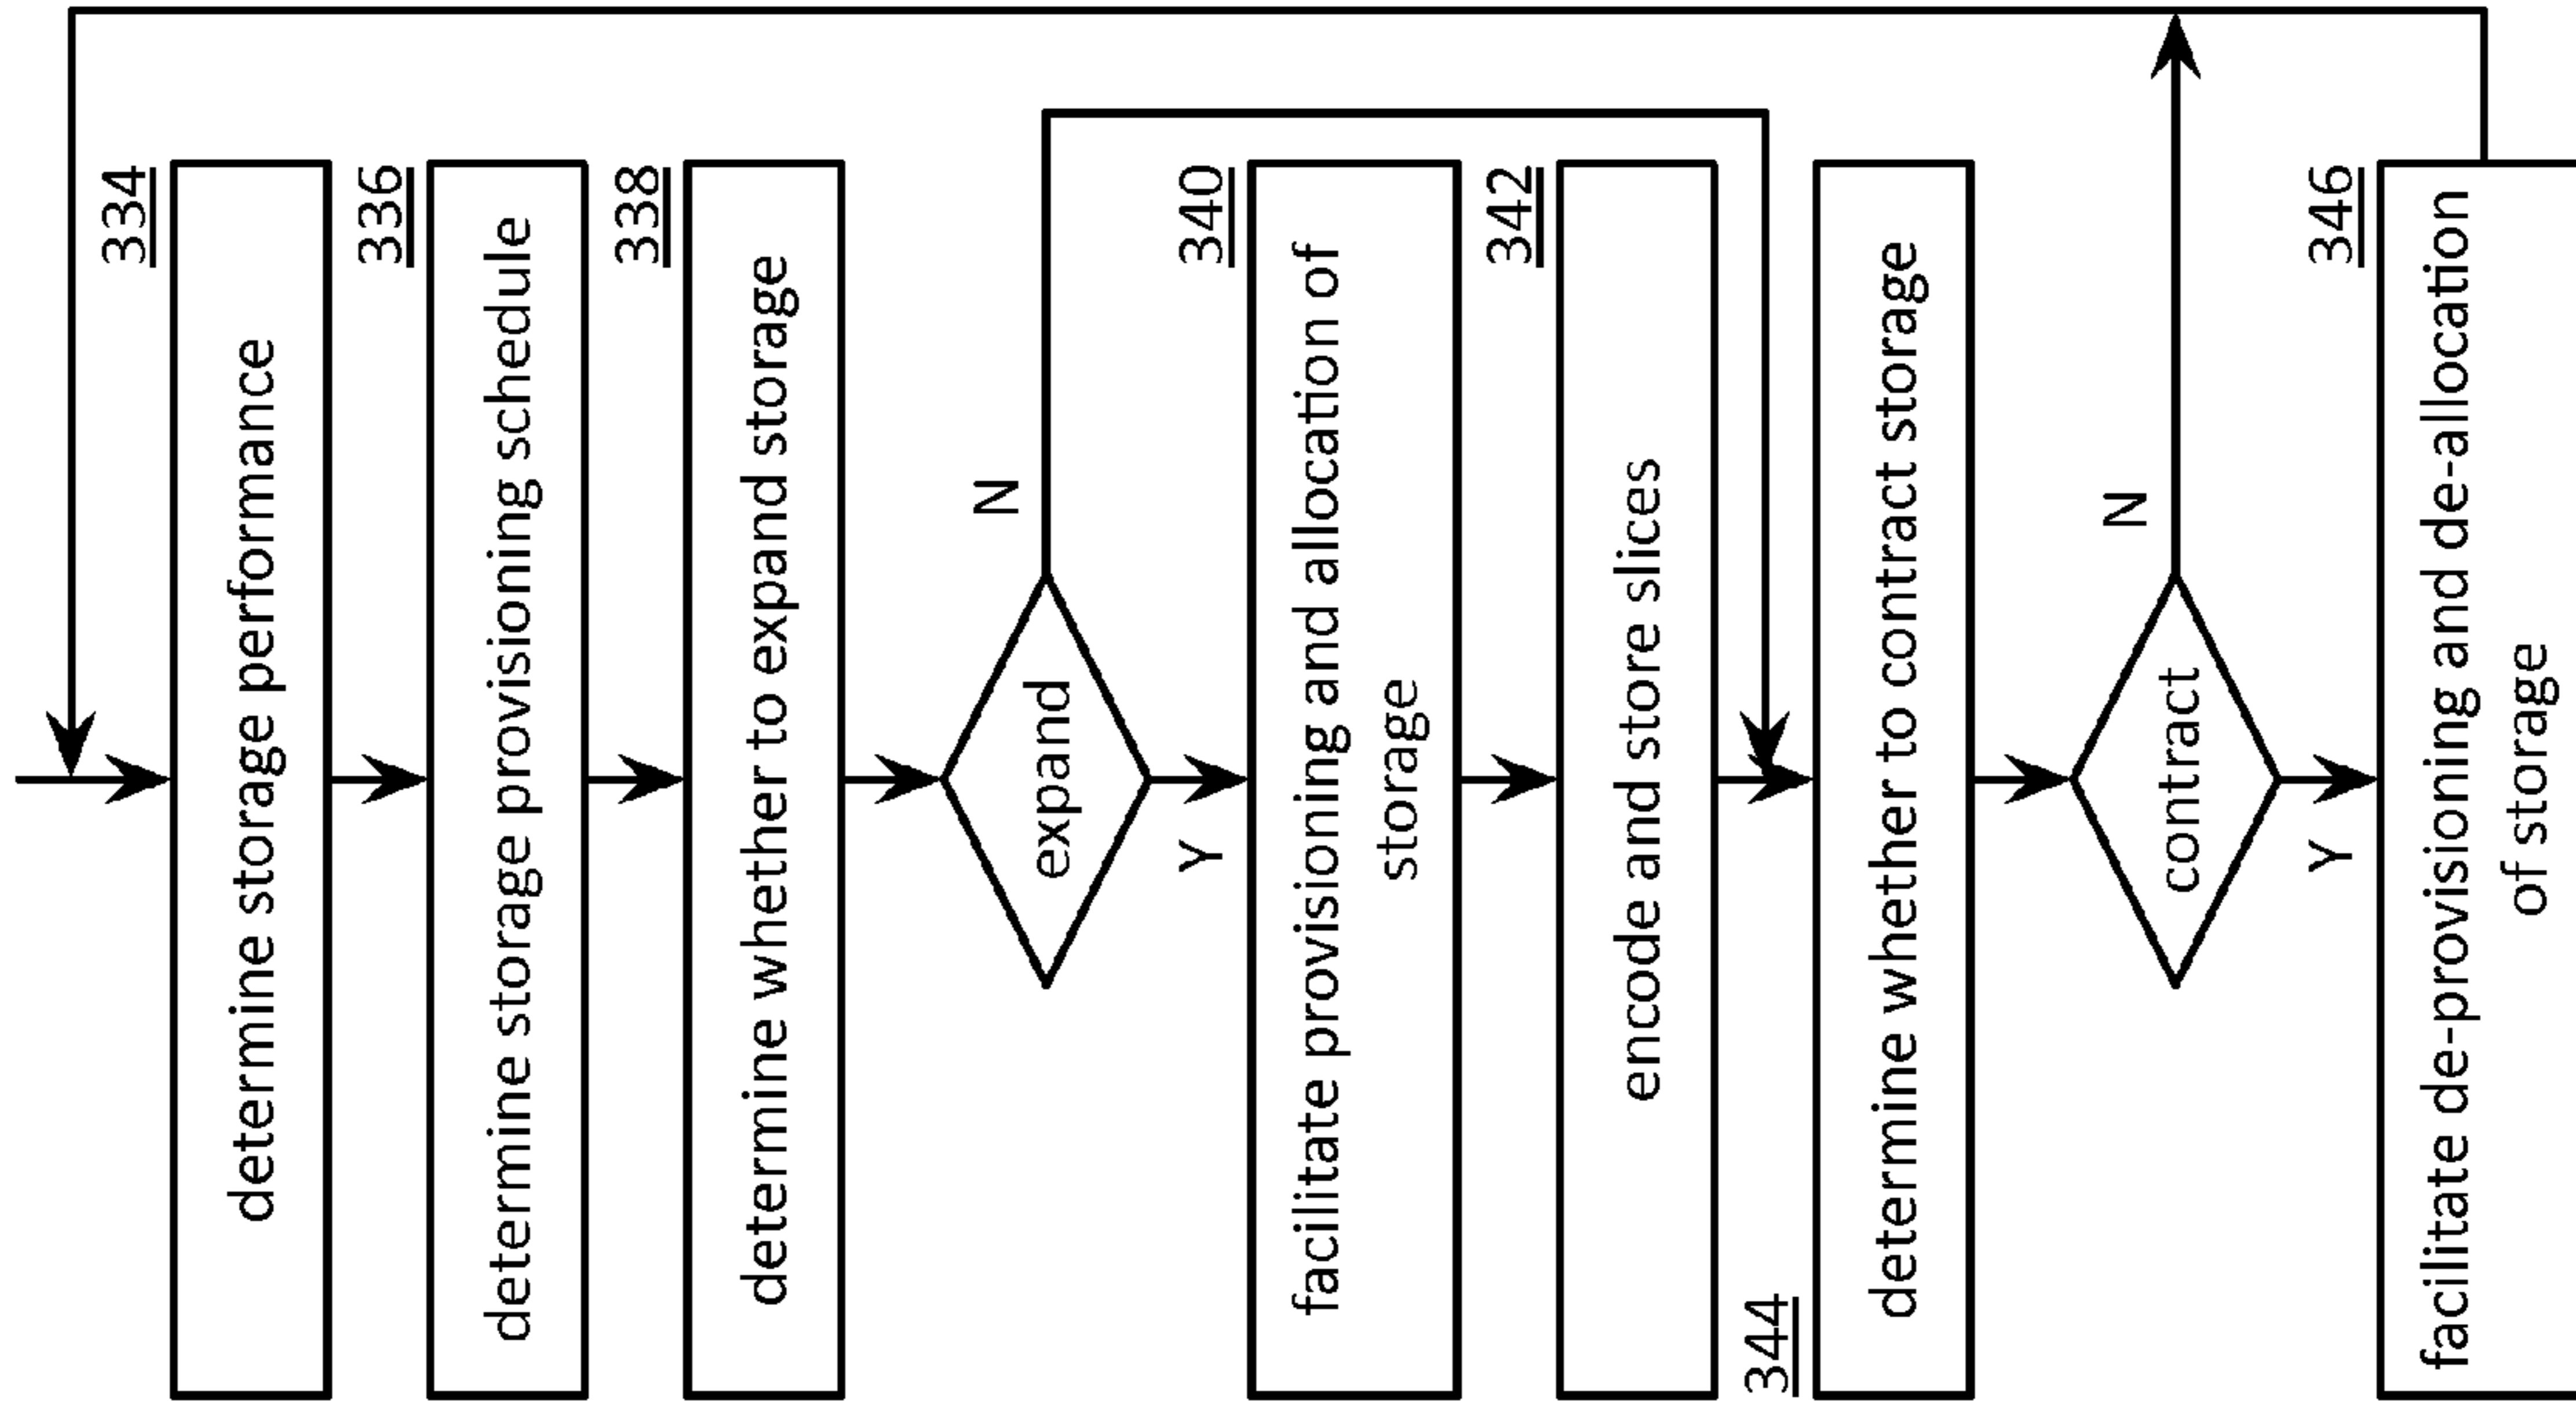 334
determine storage performance
336
determine storage provisioning schedule
338
determine whether to expand storage
expand
N
Y
340
facilitate provisioning and allocation of
storage
342
encode and store slices
344
determine whether to contract storage
contract
N
Y
346
facilitate de-provisioning and de-allocation
of storage